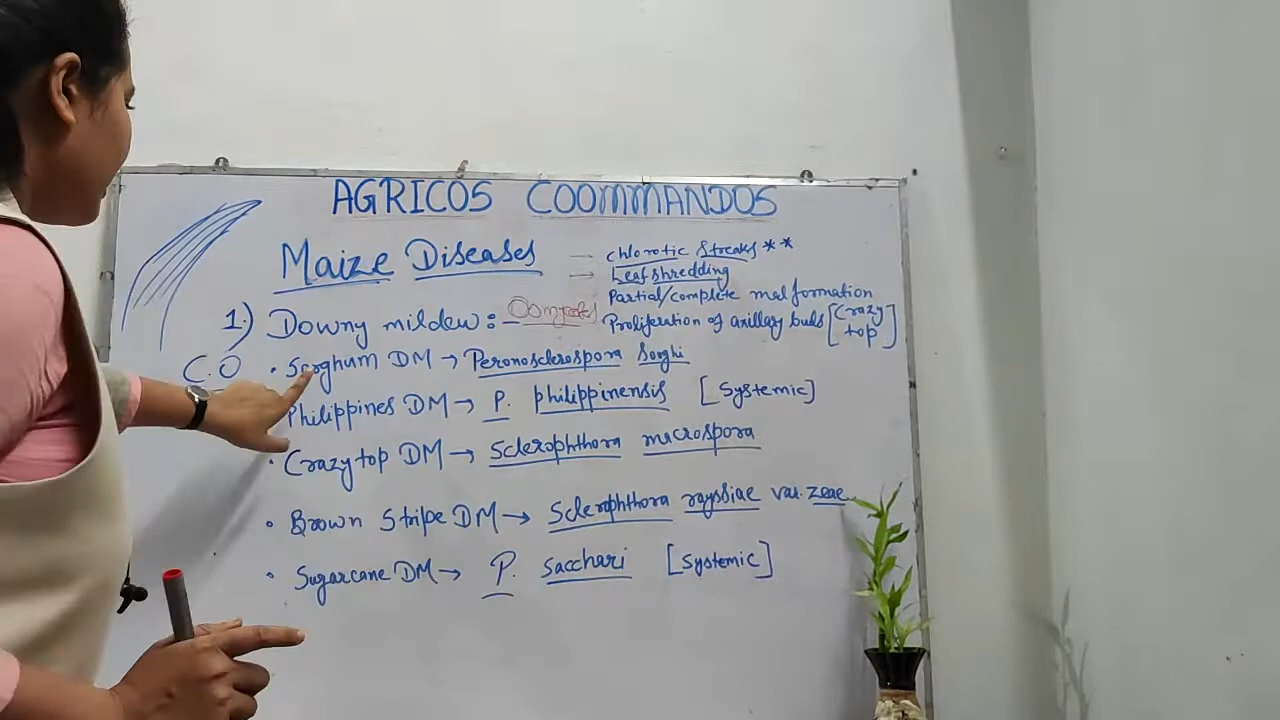 AGRICOS COOMMANDOS
Maize Diseases
→ chlorotic streaks **
→ Leaf shredding
Partial/complete malformation
Proliferation of axillary buds [Crazy top]
1) Downy mildew :- Oomycetes
C.O • Sorghum DM → Peronosclerospora Sorghi
Philippines DM → P. philippinensis [Systemic]
• Crazy top DM → Sclerophthora macrospora
• Brown Stripe DM → Sclerophthora rayssiae var. zeae
• Sugarcane DM → P. sacchari [Systemic]